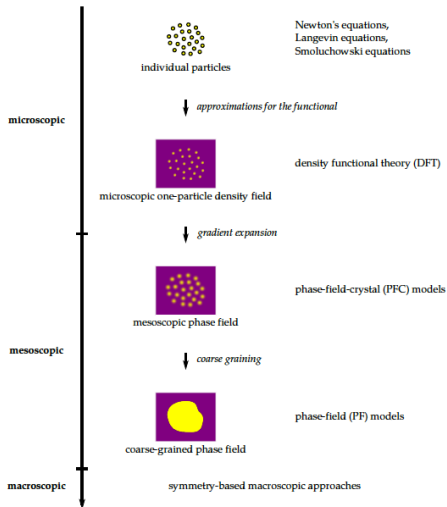 Newton's equations,
Langevin equations,
Smoluchowski equations
individual particles
approximations for the functional
microscopic
density functional theory (DFT)
microscopic one-particle density field
gradient expansion
phase-field-crystal (PFC) models
mesoscopic phase field
mesoscopic
coarse graining
phase-field (PF) models
coarse-grained phase field
macroscopic
symmetry-based macroscopic approaches